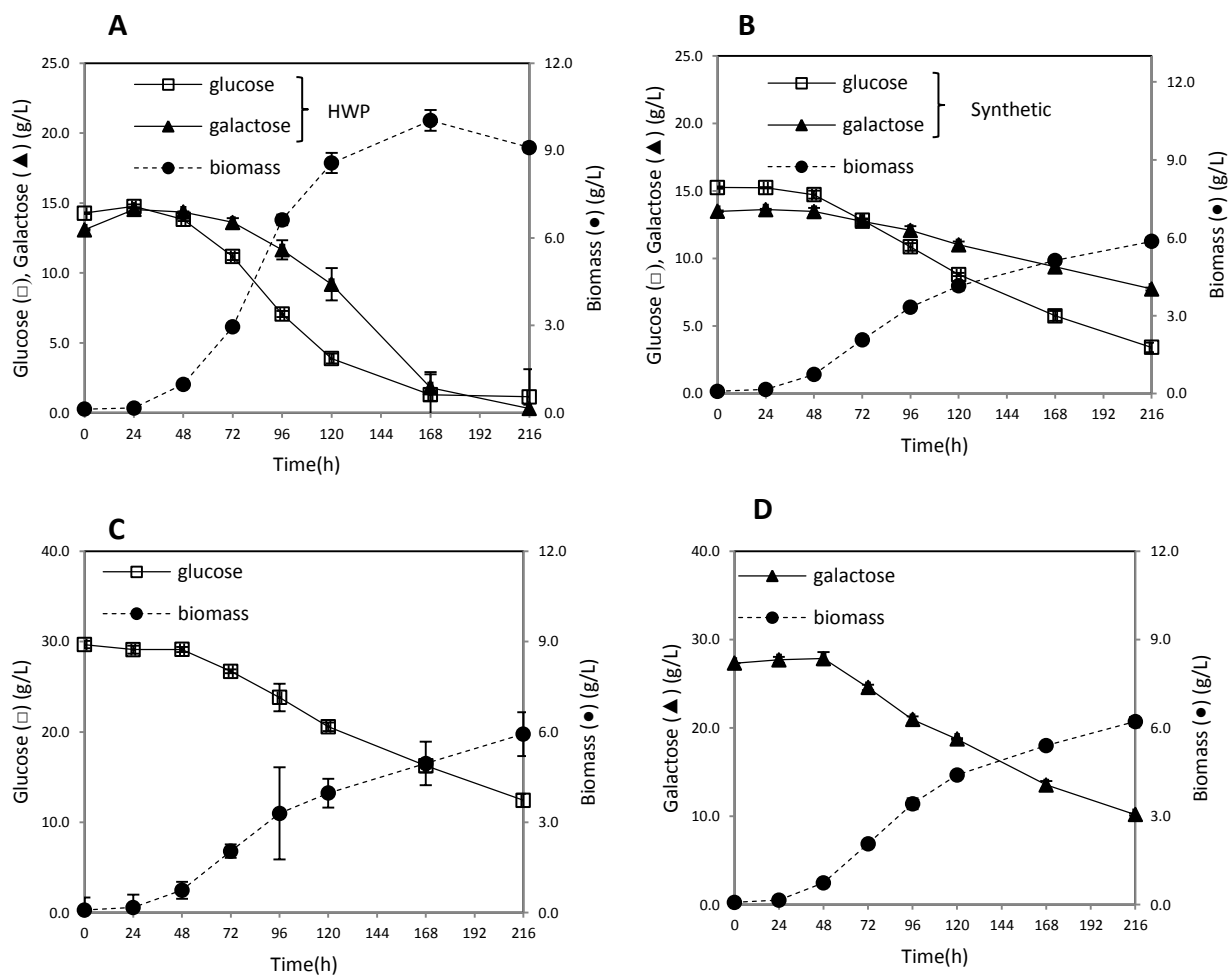 A
25.0
20.0
15.0
10.0
5.0
0.0
12.0
9.0
6.0
3.0
0.0
0 24 48 72 96 120 144 168 192 216
Time(h)
Glucose (□), Galactose (▲) (g/L)
Biomass (●) (g/L)
glucose
galactose
HWP
biomass
B
25.0
20.0
15.0
10.0
5.0
0.0
12.0
9.0
6.0
3.0
0.0
0 24 48 72 96 120 144 168 192 216
Time(h)
Glucose (□), Galactose (▲) (g/L)
Biomass (●) (g/L)
glucose
galactose
Synthetic
biomass
C
40.0
30.0
20.0
10.0
0.0
12.0
9.0
6.0
3.0
0.0
0 24 48 72 96 120 144 168 192 216
Time(h)
Glucose (□) (g/L)
Biomass (●) (g/L)
glucose
biomass
D
40.0
30.0
20.0
10.0
0.0
12.0
9.0
6.0
3.0
0.0
0 24 48 72 96 120 144 168 192 216
Time(h)
Galactose (▲) (g/L)
Biomass (●) (g/L)
galactose
biomass